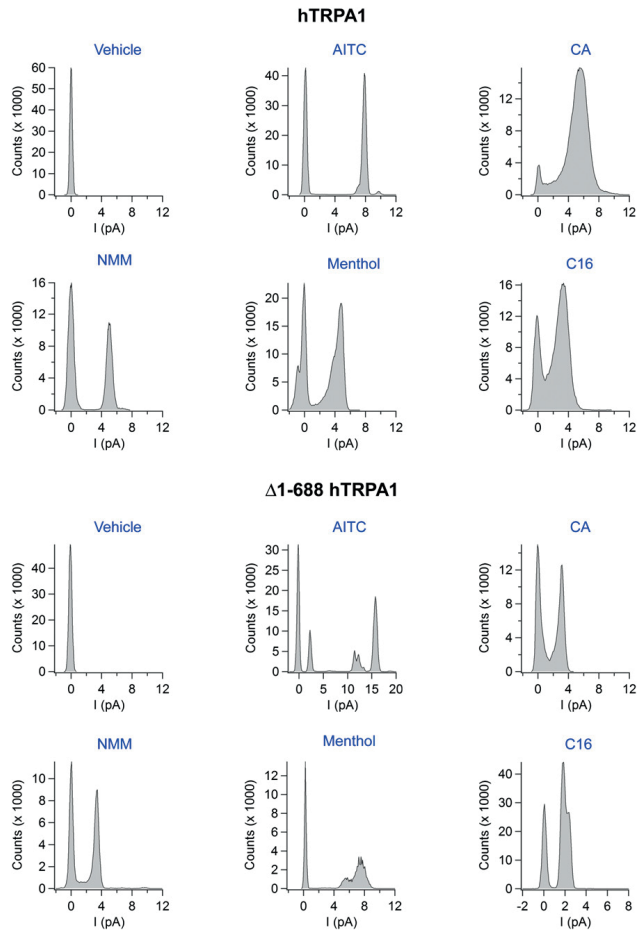 hTRPA1
Vehicle AITC CA
60 50 40 30 20 10 0
Counts (x 1000)
0 4 8 12
I (pA)
40 30 20 10 0
Counts (x 1000)
0 4 8 12
I (pA)
12 8 4 0
Counts (x 1000)
0 4 8 12
I (pA)
NMM Menthol C16
16 12 8 4 0
Counts (x 1000)
0 4 8 12
I (pA)
20 15 10 5 0
Counts (x 1000)
0 4 8 12
I (pA)
16 12 8 4 0
Counts (x 1000)
0 4 8 12
I (pA)
Δ1-688 hTRPA1
Vehicle AITC CA
40 30 20 10 0
Counts (x 1000)
0 4 8 12
I (pA)
30 25 20 15 10 5 0
Counts (x 1000)
0 5 10 15 20
I (pA)
12 8 4 0
Counts (x 1000)
0 4 8 12
I (pA)
NMM Menthol C16
10 8 6 4 2 0
Counts (x 1000)
0 4 8 12
I (pA)
12 10 8 6 4 2 0
Counts (x 1000)
0 4 8 12
I (pA)
40 30 20 10 0
Counts (x 1000)
-2 0 2 4 6 8
I (pA)